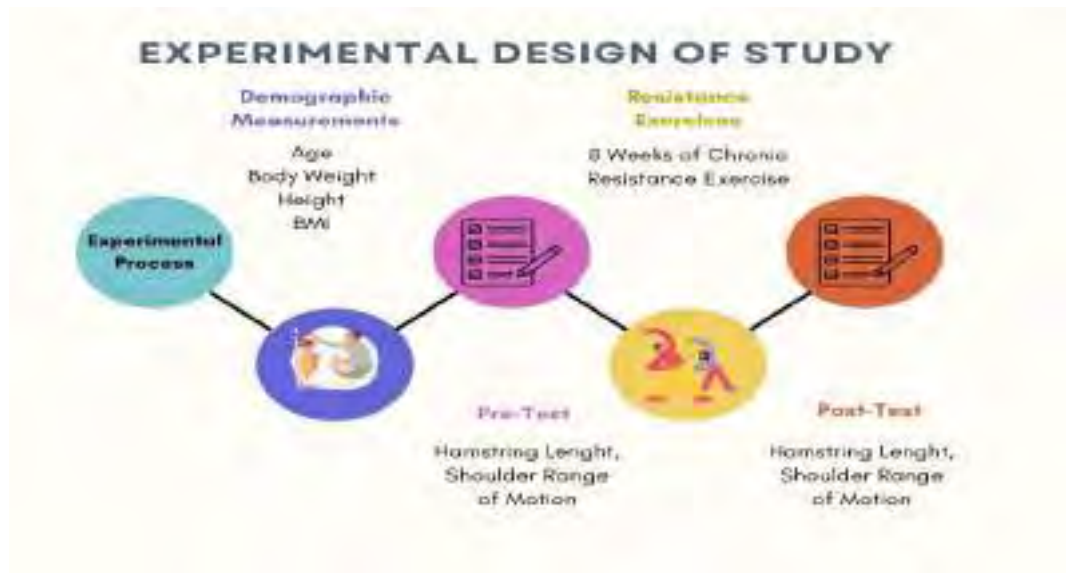 EXPERIMENTAL DESIGN OF STUDY
Demographic
Measurements
Age
Body Weight
Height
BMI
Resistance
Exercises
8 Weeks of Chronic
Resistance Exercise
Experimental
Process
Pre-Test
Hamstring Lenght,
Shoulder Range
of Motion
Post-Test
Hamstring Lenght,
Shoulder Range
of Motion